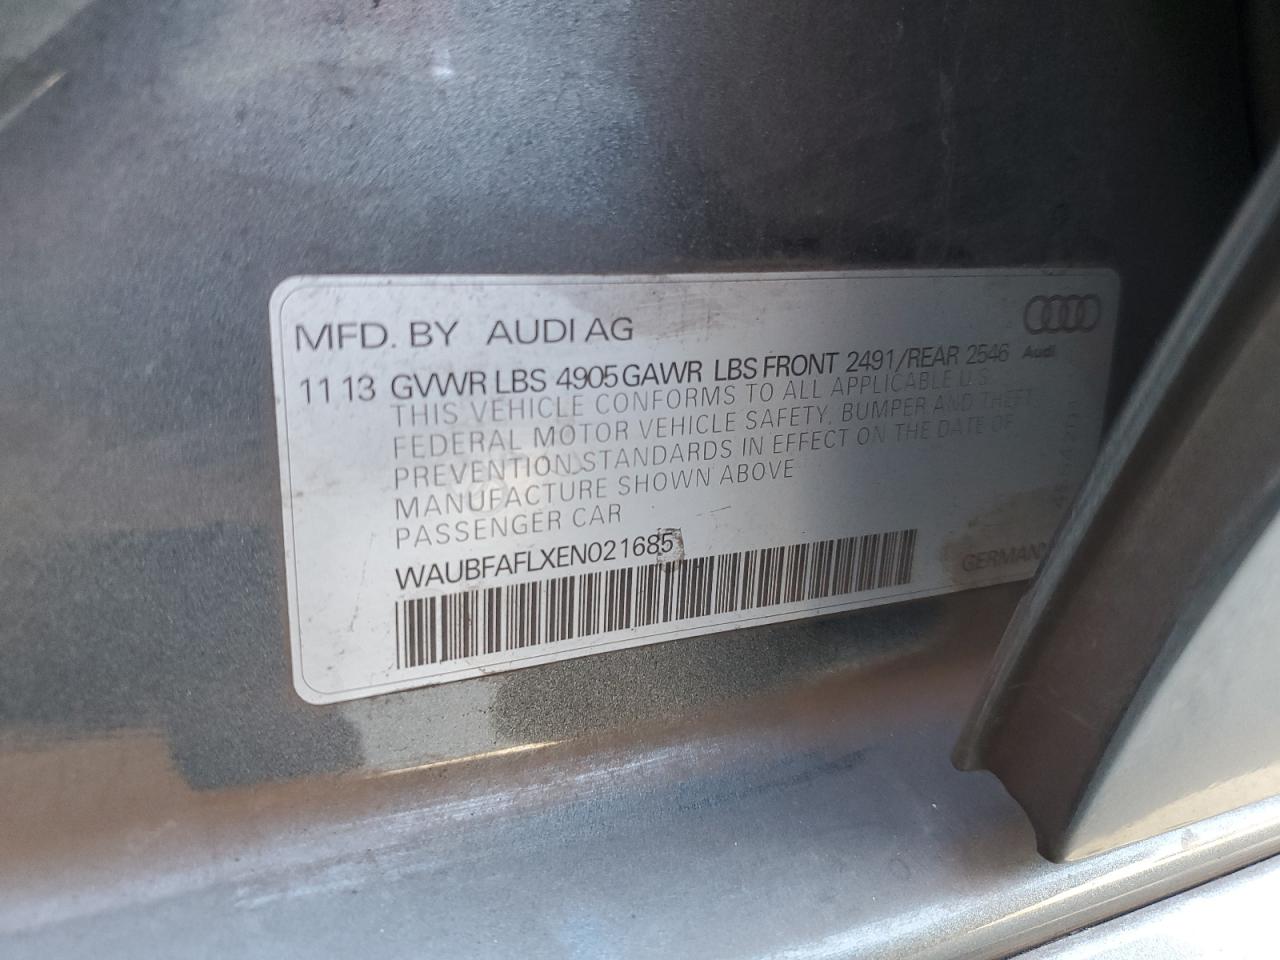 MFD. BY AUDI AG
Audi
11 13 GVWR LBS 4905 GAWR LBS FRONT 2491/REAR 2546
THIS VEHICLE CONFORMS TO ALL APPLICABLE U.S.
FEDERAL MOTOR VEHICLE SAFETY, BUMPER AND THEFT
PREVENTION STANDARDS IN EFFECT ON THE DATE OF
MANUFACTURE SHOWN ABOVE
PASSENGER CAR
WAUBFAFLXEN021685
GERMANY